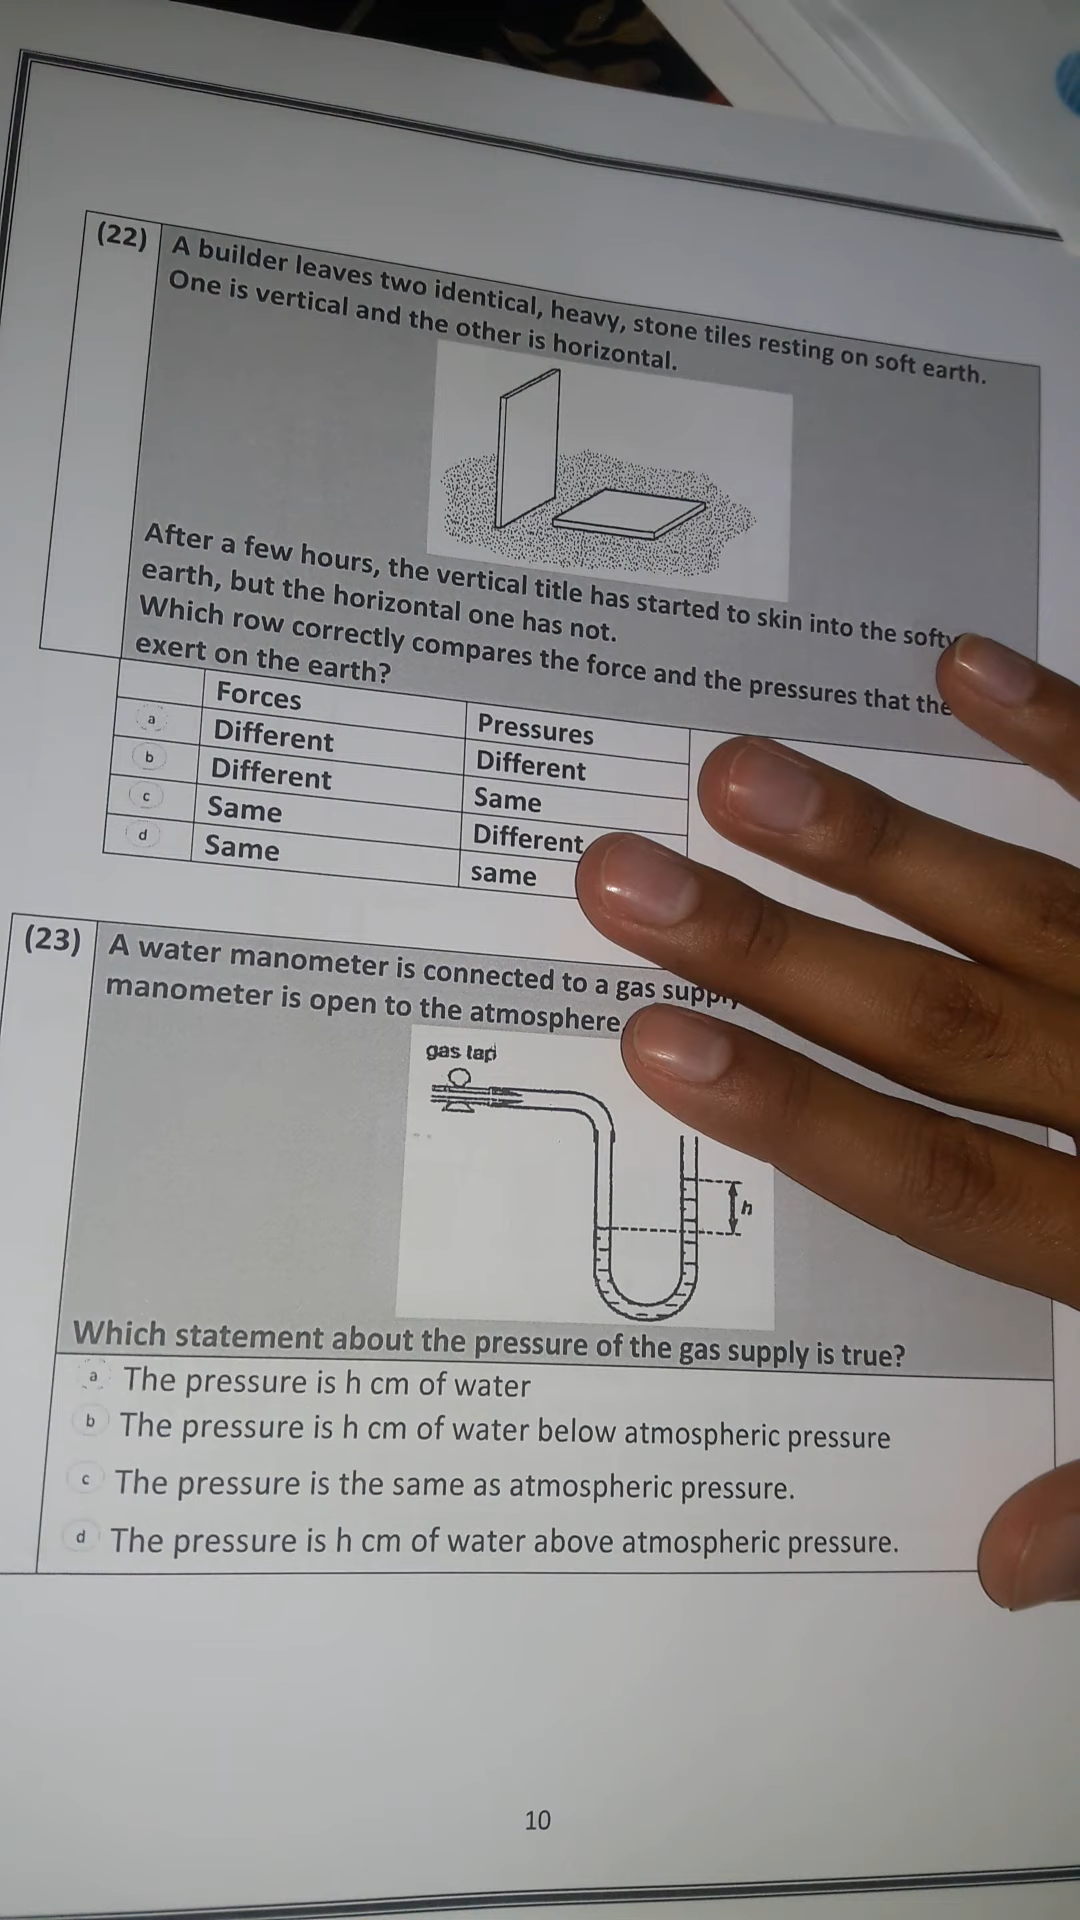 (22) A builder leaves two identical, heavy, stone tiles resting on soft earth.
One is vertical and the other is horizontal.
After a few hours, the vertical title has started to skin into the softy
earth, but the horizontal one has not.
Which row correctly compares the force and the pressures that the
exert on the earth?
Forces Pressures
a Different Different
b Different Same
c Same Different
d Same same
(23) A water manometer is connected to a gas supply
manometer is open to the atmosphere
gas tap
h
Which statement about the pressure of the gas supply is true?
a The pressure is h cm of water
b The pressure is h cm of water below atmospheric pressure
c The pressure is the same as atmospheric pressure.
d The pressure is h cm of water above atmospheric pressure.
10